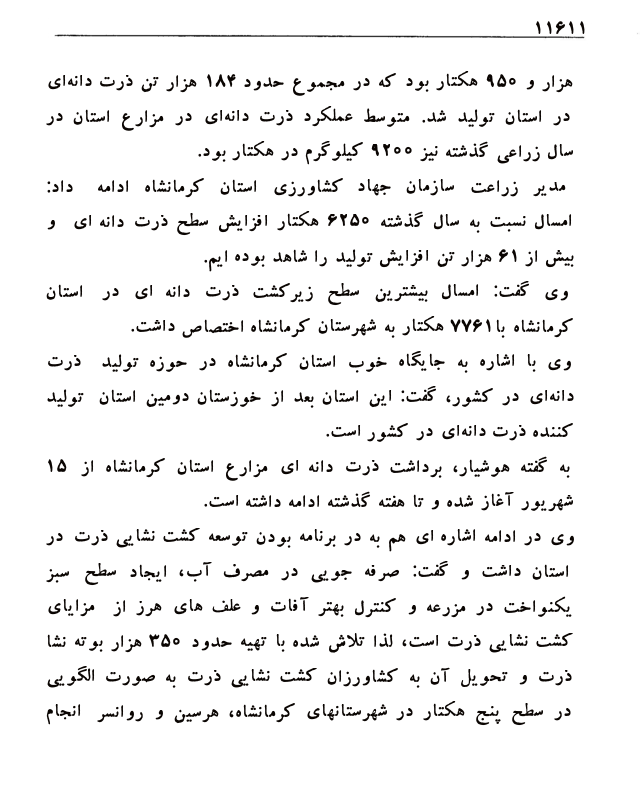 ۱۱۶۱۱
هزار و ۹۵۰ هکتار بود که در مجموع حدود ۱۸۴ هزار تن ذرت دانه‌ای
در استان تولید شد. متوسط عملکرد ذرت دانه‌ای در مزارع استان در
سال زراعی گذشته نیز ۹۲۰۰ کیلوگرم در هکتار بود.
مدیر زراعت سازمان جهاد کشاورزی استان کرمانشاه ادامه داد:
امسال نسبت به سال گذشته ۶۲۵۰ هکتار افزایش سطح ذرت دانه ای و
بیش از ۶۱ هزار تن افزایش تولید را شاهد بوده ایم.
وی گفت: امسال بیشترین سطح زیرکشت ذرت دانه ای در استان
کرمانشاه با ۷۷۶۱ هکتار به شهرستان کرمانشاه اختصاص داشت.
وی با اشاره به جایگاه خوب استان کرمانشاه در حوزه تولید ذرت
دانه‌ای در کشور، گفت: این استان بعد از خوزستان دومین استان تولید
کننده ذرت دانه‌ای در کشور است.
به گفته هوشیار، برداشت ذرت دانه ای مزارع استان کرمانشاه از ۱۵
شهریور آغاز شده و تا هفته گذشته ادامه داشته است.
وی در ادامه اشاره ای هم به در برنامه بودن توسعه کشت نشایی ذرت در
استان داشت و گفت: صرفه جویی در مصرف آب، ایجاد سطح سبز
یکنواخت در مزرعه و کنترل بهتر آفات و علف های هرز از مزایای
کشت نشایی ذرت است، لذا تلاش شده با تهیه حدود ۳۵۰ هزار بوته نشا
ذرت و تحویل آن به کشاورزان کشت نشایی ذرت به صورت الگویی
در سطح پنج هکتار در شهرستانهای کرمانشاه، هرسین و روانسر انجام